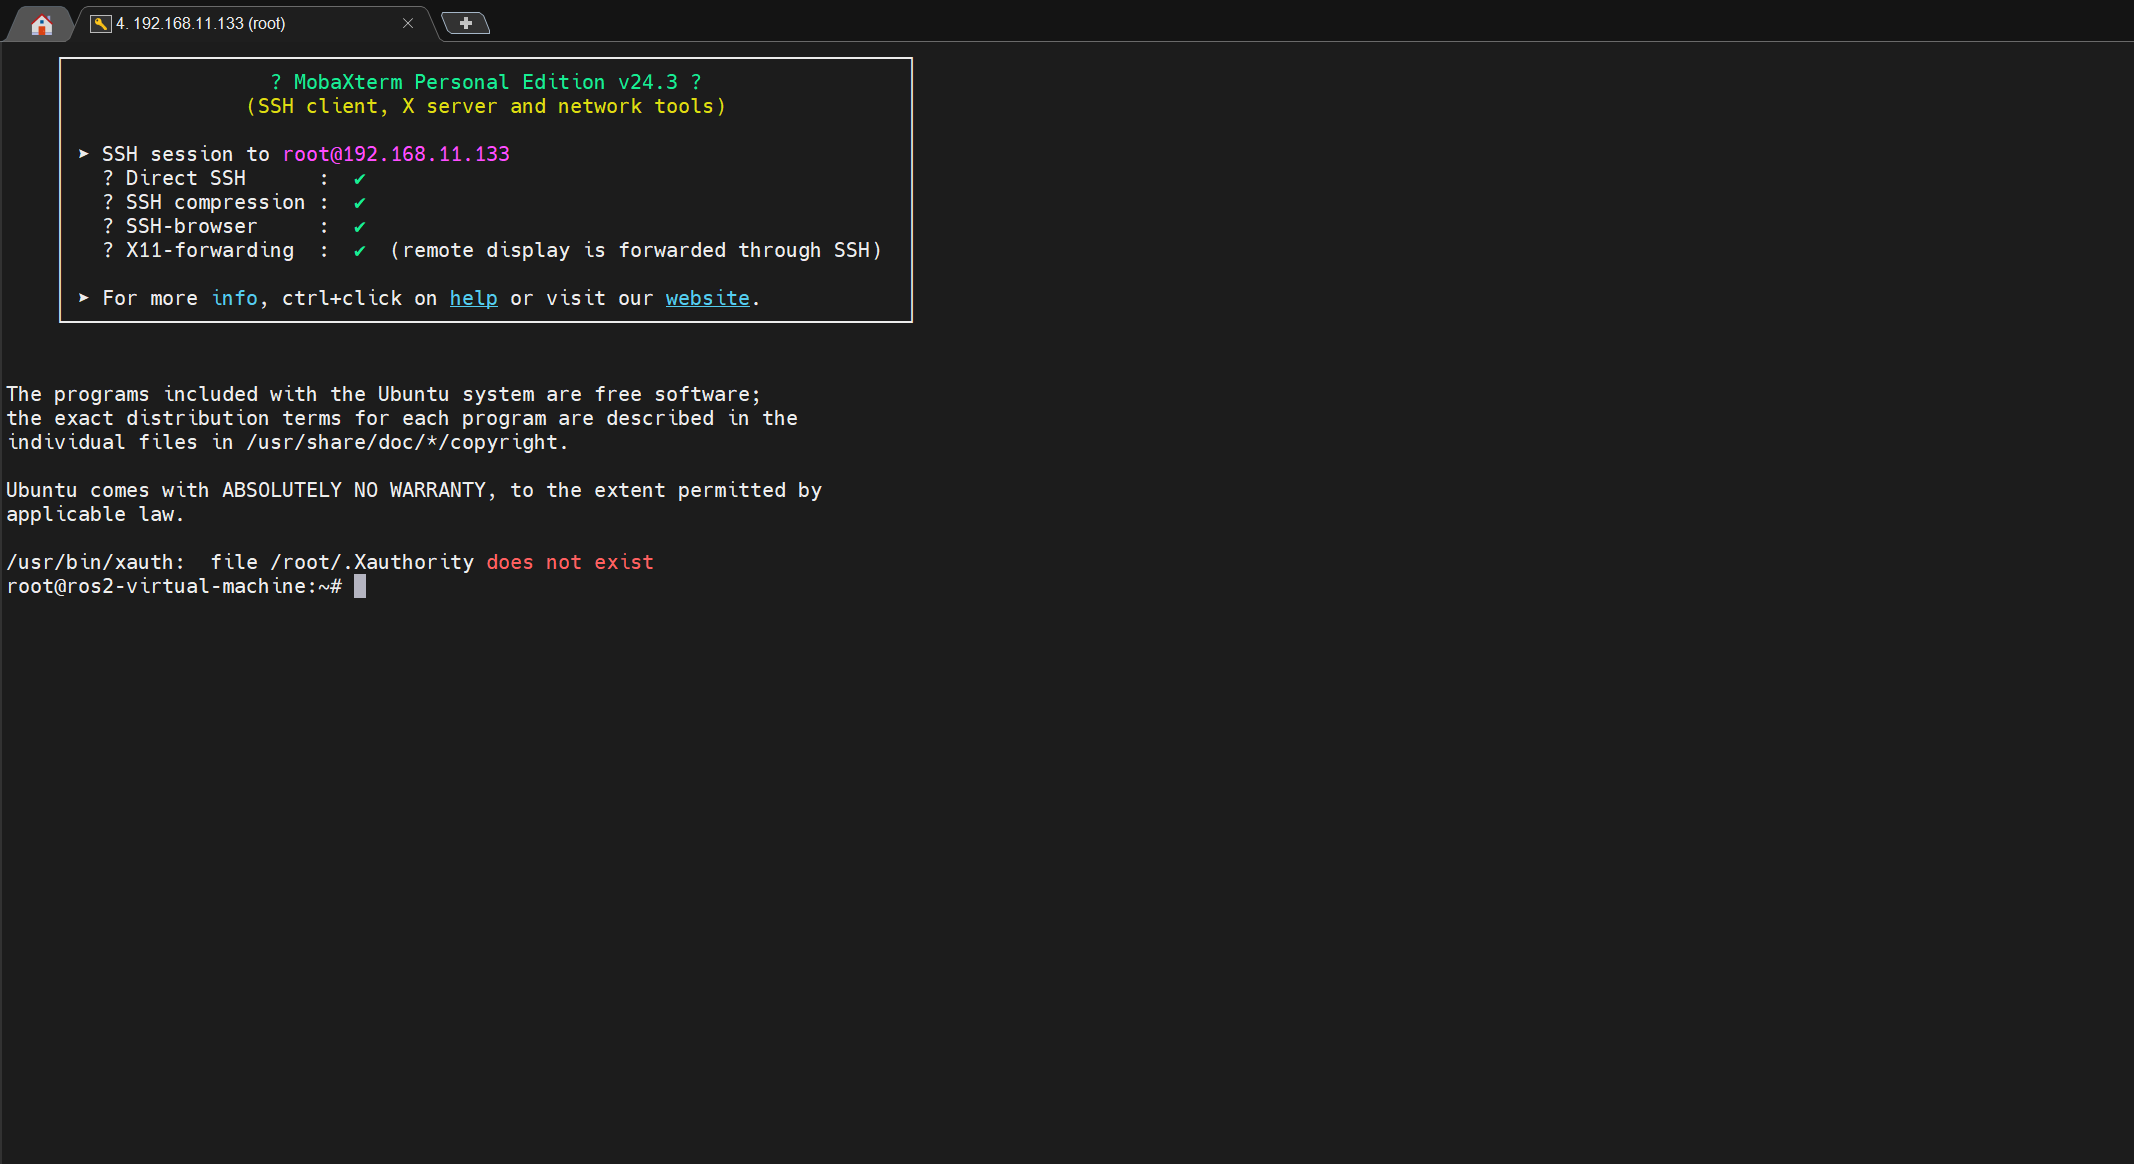 4. 192.168.11.133 (root)
? MobaXterm Personal Edition v24.3 ?
(SSH client, X server and network tools)
➤ SSH session to root@192.168.11.133
? Direct SSH : ✔
? SSH compression : ✔
? SSH-browser : ✔
? X11-forwarding : ✔ (remote display is forwarded through SSH)
➤ For more info, ctrl+click on help or visit our website.
The programs included with the Ubuntu system are free software;
the exact distribution terms for each program are described in the
individual files in /usr/share/doc/*/copyright.
Ubuntu comes with ABSOLUTELY NO WARRANTY, to the extent permitted by
applicable law.
/usr/bin/xauth:  file /root/.Xauthority does not exist
root@ros2-virtual-machine:~#